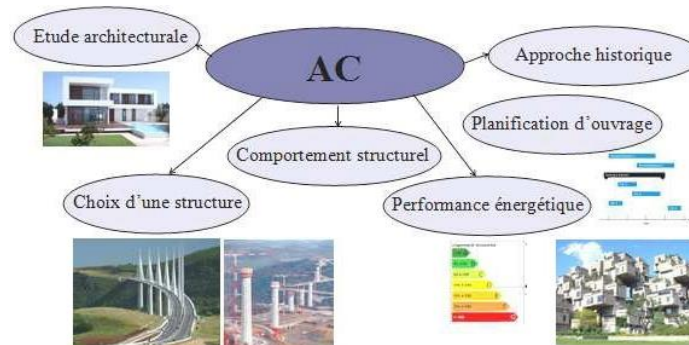 Etude architecturale
AC
Approche historique
Planification d’ouvrage
Comportement structurel
Choix d’une structure
Performance énergétique